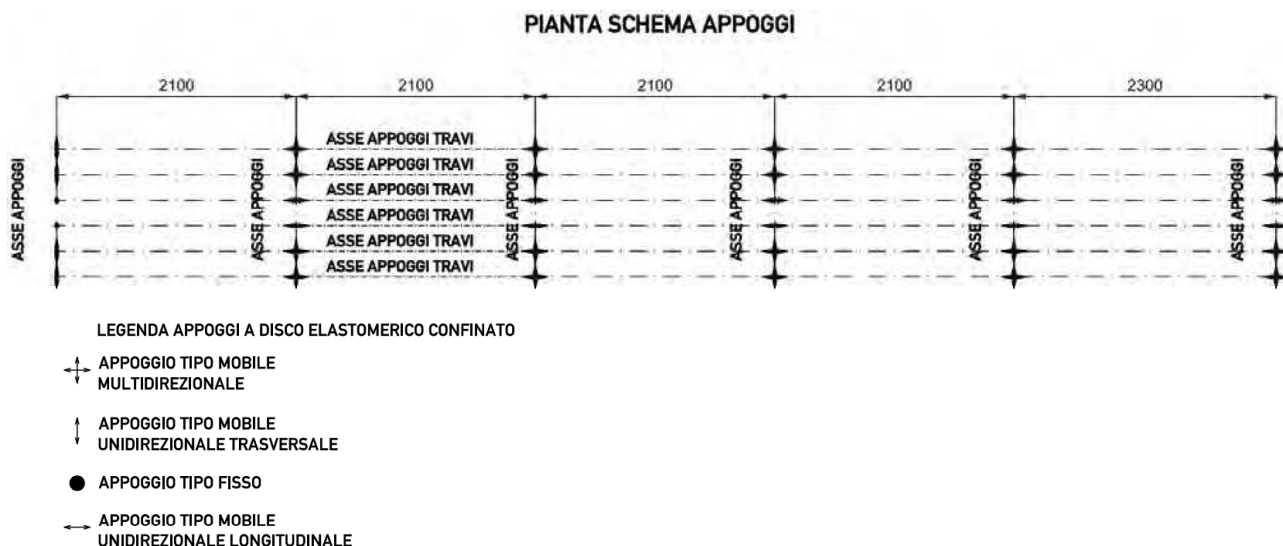 PIANTA SCHEMA APPOGGI
2100 2100 2100 2100 2300
ASSE APPOGGI TRAVI
ASSE APPOGGI TRAVI
ASSE APPOGGI TRAVI
ASSE APPOGGI TRAVI
ASSE APPOGGI TRAVI
ASSE APPOGGI TRAVI
ASSE APPOGGI
ASSE APPOGGI
ASSE APPOGGI
ASSE APPOGGI
ASSE APPOGGI
ASSE APPOGGI
LEGENDA APPOGGI A DISCO ELASTOMERICO CONFINATO
APPOGGIO TIPO MOBILE
MULTIDIREZIONALE
APPOGGIO TIPO MOBILE
UNIDIREZIONALE TRASVERSALE
APPOGGIO TIPO FISSO
APPOGGIO TIPO MOBILE
UNIDIREZIONALE LONGITUDINALE